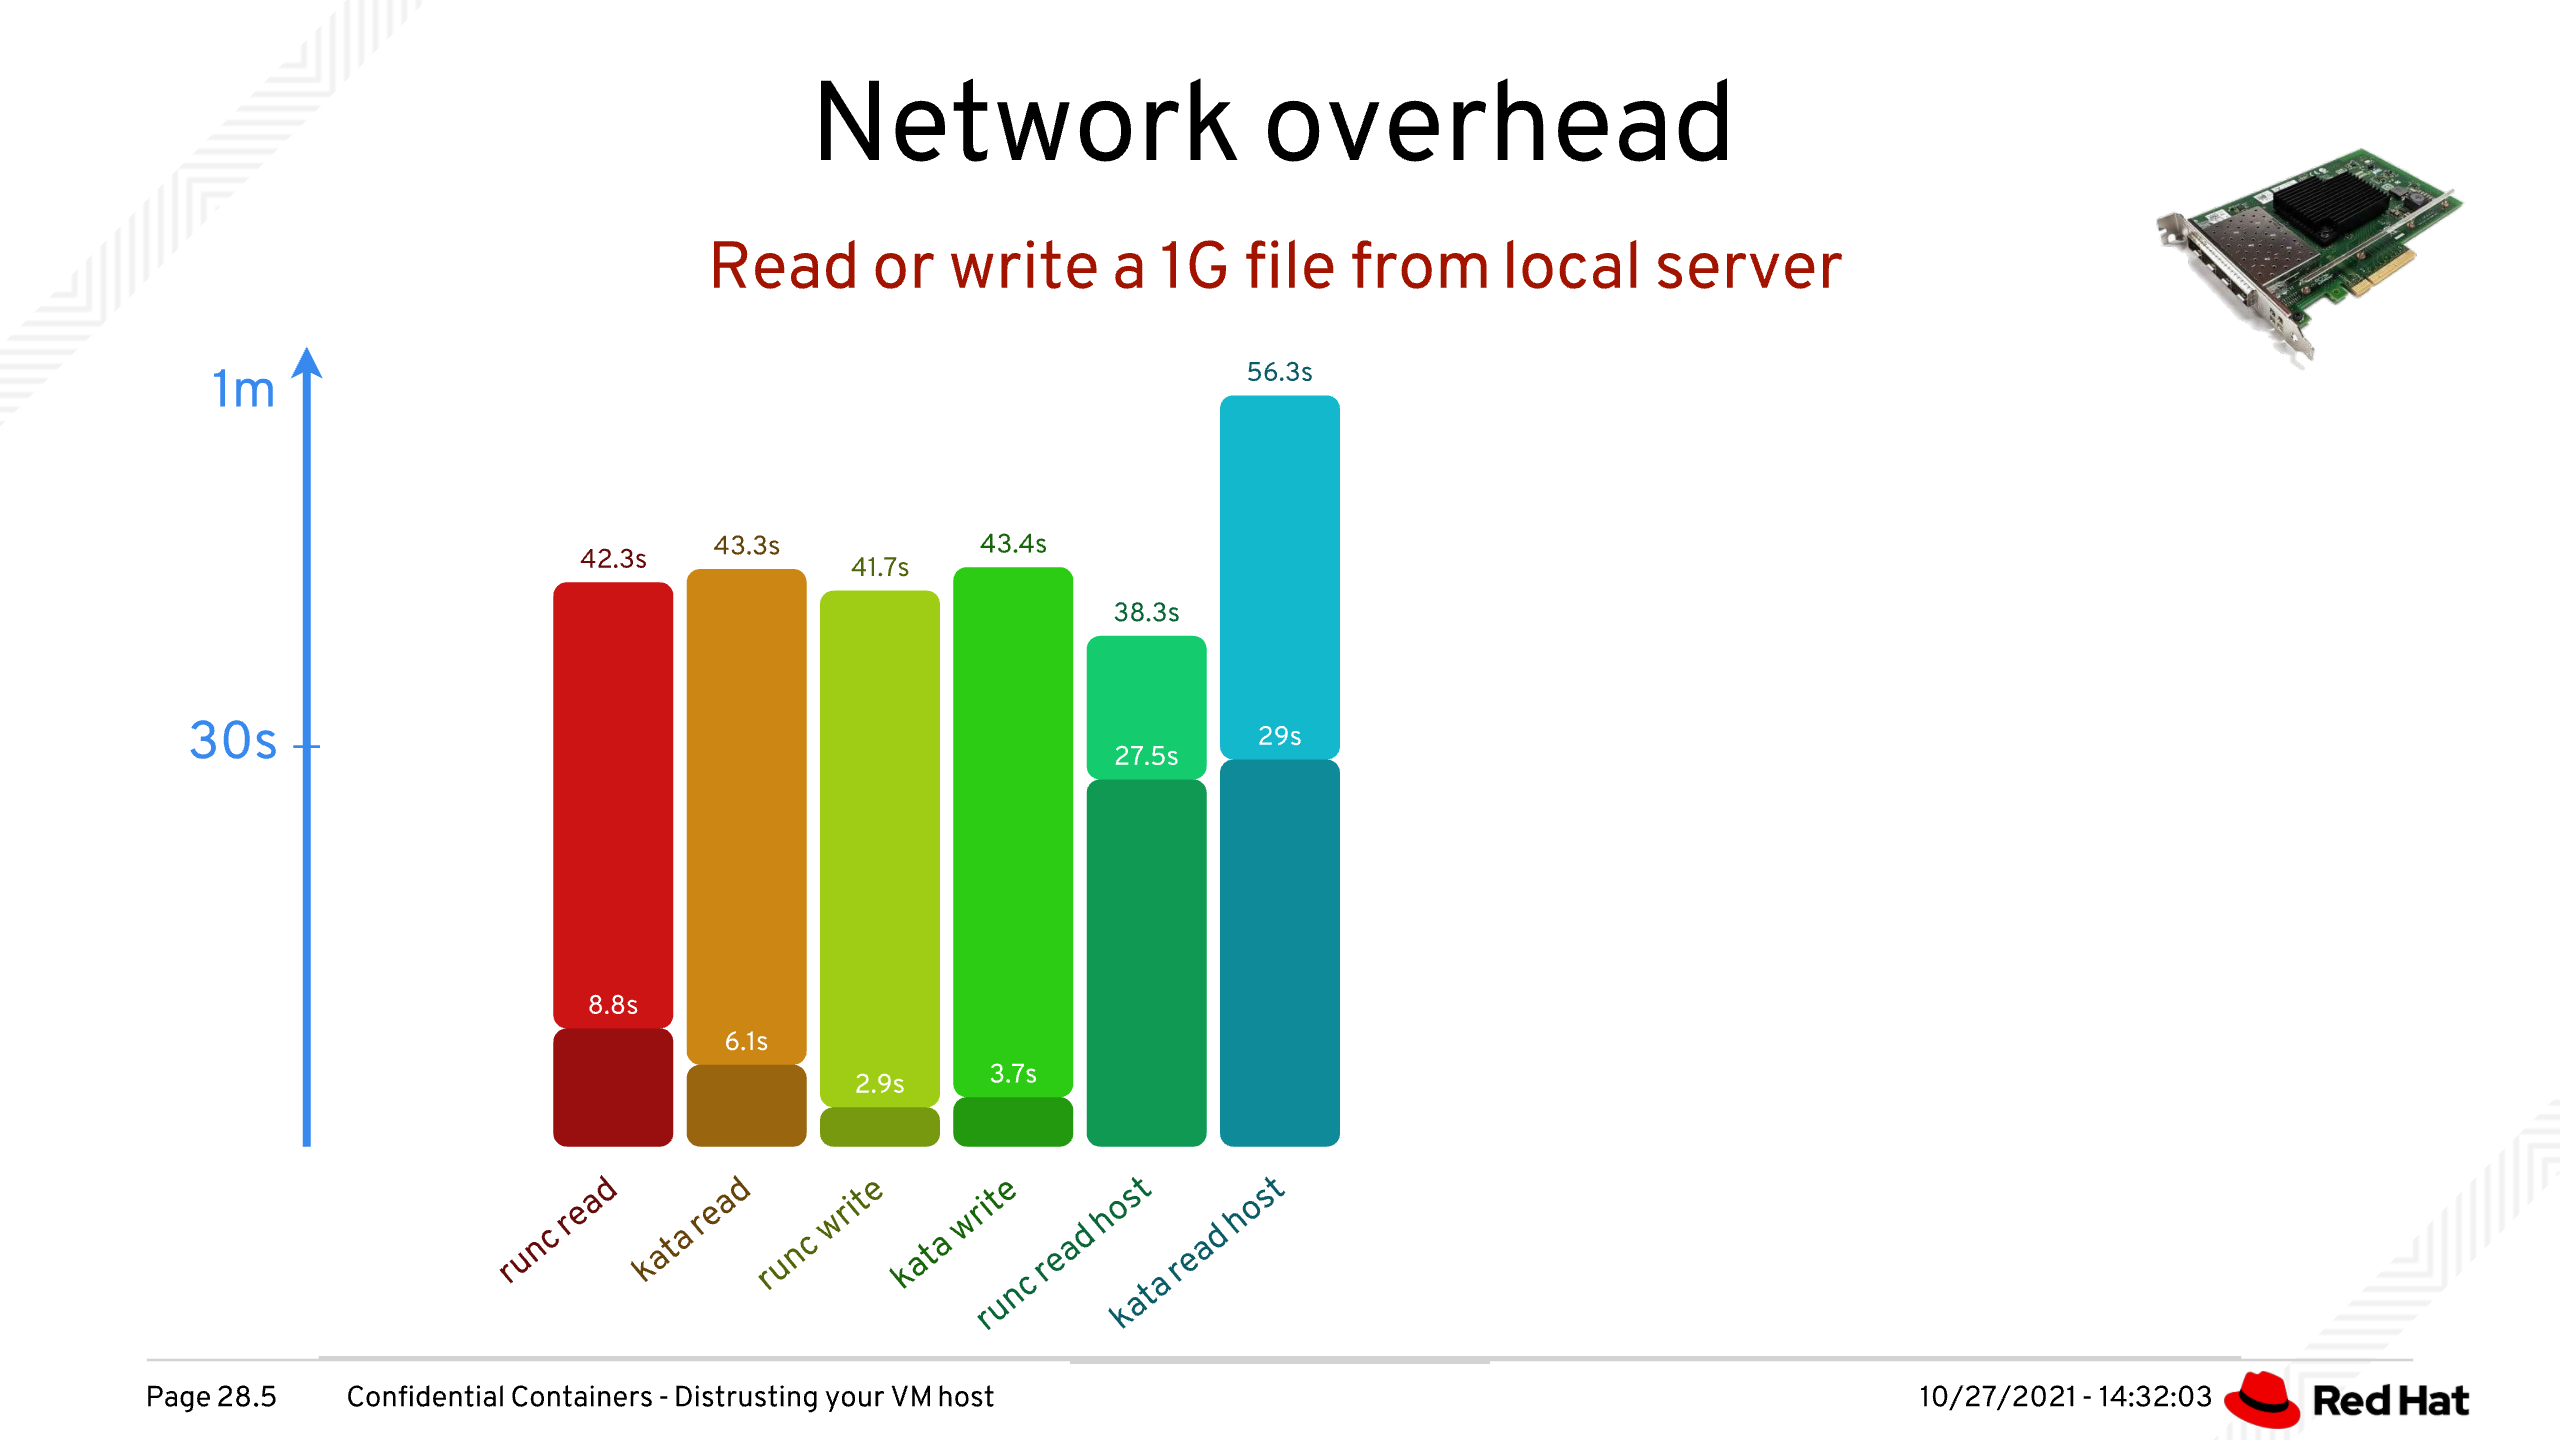 Network overhead
Read or write a 1G file from local server
1m
30s
42.3s
43.3s
41.7s
43.4s
38.3s
56.3s
8.8s
6.1s
2.9s
3.7s
27.5s
29s
runc read
kata read
runc write
kata write
runc read host
kata read host
Page 28.5 Confidential Containers - Distrusting your VM host 10/27/2021 - 14:32:03 Red Hat